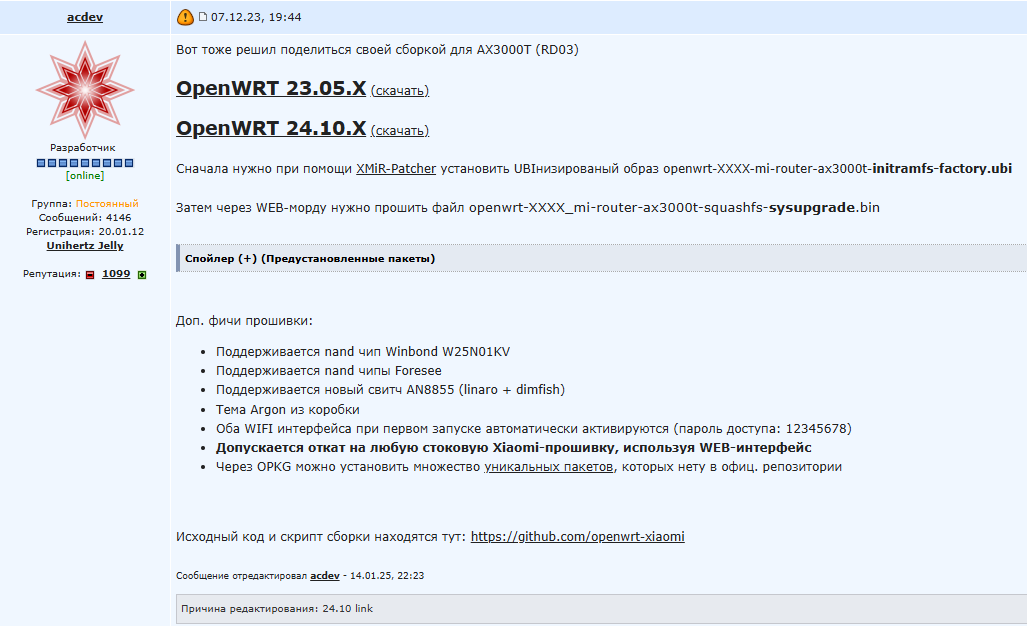 acdev
07.12.23, 19:44
Разработчик
[online]
Группа: Постоянный
Сообщений: 4146
Регистрация: 20.01.12
Unihertz Jelly
Репутация: 1099
Вот тоже решил поделиться своей сборкой для AX3000T (RD03)
OpenWRT 23.05.X (скачать)
OpenWRT 24.10.X (скачать)
Сначала нужно при помощи XMiR-Patcher установить UBIнизированый образ openwrt-XXXX-mi-router-ax3000t-initramfs-factory.ubi
Затем через WEB-морду нужно прошить файл openwrt-XXXX_mi-router-ax3000t-squashfs-sysupgrade.bin
Спойлер (+) (Предустановленные пакеты)
Доп. фичи прошивки:
• Поддерживается nand чип Winbond W25N01KV
• Поддерживается nand чипы Foresee
• Поддерживается новый свитч AN8855 (linaro + dimfish)
• Тема Argon из коробки
• Оба WIFI интерфейса при первом запуске автоматически активируются (пароль доступа: 12345678)
• Допускается откат на любую стоковую Xiaomi-прошивку, используя WEB-интерфейс
• Через OPKG можно установить множество уникальных пакетов, которых нету в офиц. репозитории
Исходный код и скрипт сборки находятся тут: https://github.com/openwrt-xiaomi
Сообщение отредактировал acdev - 14.01.25, 22:23
Причина редактирования: 24.10 link